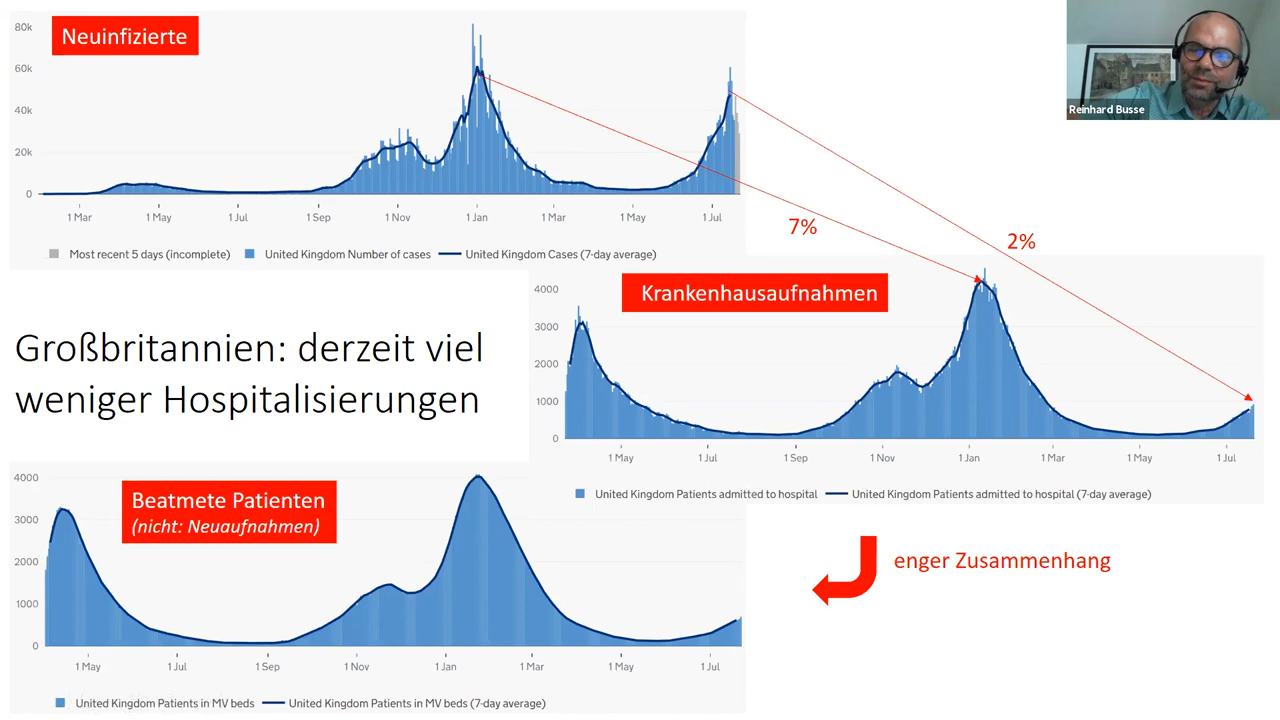 Neuinfizierte
80k
60k
40k
20k
0
1 Mar
1 May
1 Jul
1 Sep
1 Nov
1 Jan
1 Mar
1 May
1 Jul
Most recent 5 days (incomplete)
United Kingdom Number of cases
United Kingdom Cases (7-day average)
Reinhard Busse
7%
2%
Großbritannien: derzeit viel
weniger Hospitalisierungen
Krankenhausaufnahmen
4000
3000
2000
1000
0
1 May
1 Jul
1 Sep
1 Nov
1 Jan
1 Mar
1 May
1 Jul
United Kingdom Patients admitted to hospital
United Kingdom Patients admitted to hospital (7-day average)
Beatmete Patienten
(nicht: Neuaufnahmen)
4000
3000
2000
1000
0
1 May
1 Jul
1 Sep
1 Nov
1 Jan
1 Mar
1 May
1 Jul
United Kingdom Patients in MV beds
United Kingdom Patients in MV beds (7-day average)
enger Zusammenhang